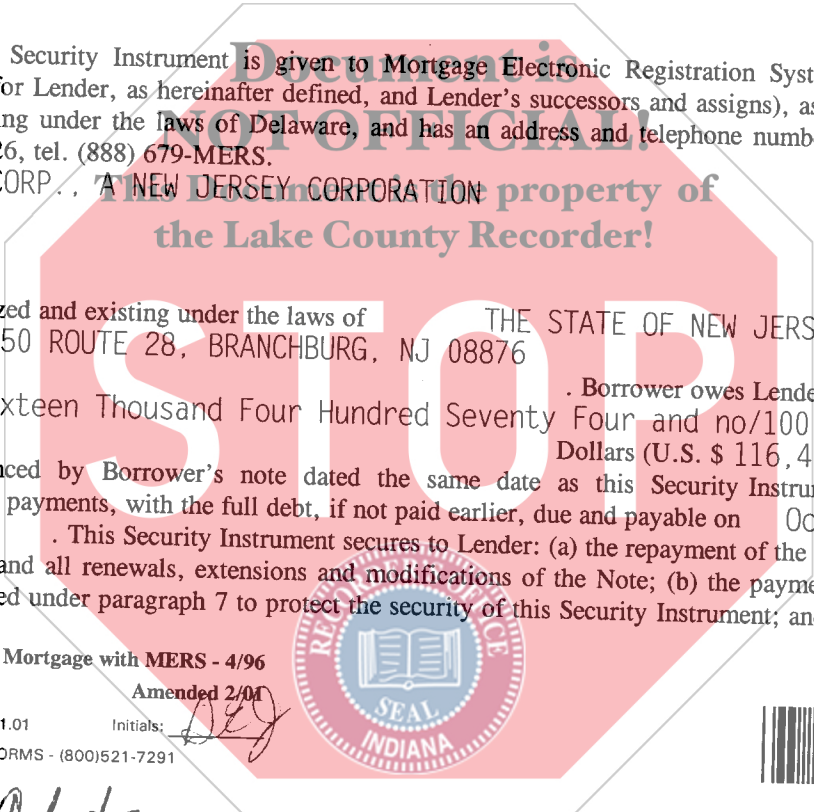 Security Instrument is given to Mortgage Electronic Registration Syst
or Lender, as hereinafter defined, and Lender's successors and assigns), as
ng under the laws of Delaware, and has an address and telephone numb
26, tel. (888) 679-MERS.
ORP., A NEW JERSEY CORPORATION
Document is
NOT OFFICIAL!
This Document is the property of
the Lake County Recorder!
zed and existing under the laws of THE STATE OF NEW JERS
50 ROUTE 28, BRANCHBURG, NJ 08876
. Borrower owes Lende
xteen Thousand Four Hundred Seventy Four and no/100
Dollars (U.S. $ 116,4
nced by Borrower's note dated the same date as this Security Instru
payments, with the full debt, if not paid earlier, due and payable on Oc
. This Security Instrument secures to Lender: (a) the repayment of the
and all renewals, extensions and modifications of the Note; (b) the payme
ed under paragraph 7 to protect the security of this Security Instrument; an
STOP
Mortgage with MERS - 4/96
Amended 2/01
1.01 Initials:
ORMS - (800)521-7291
RECORDER'S OFFICE
SEAL
INDIANA